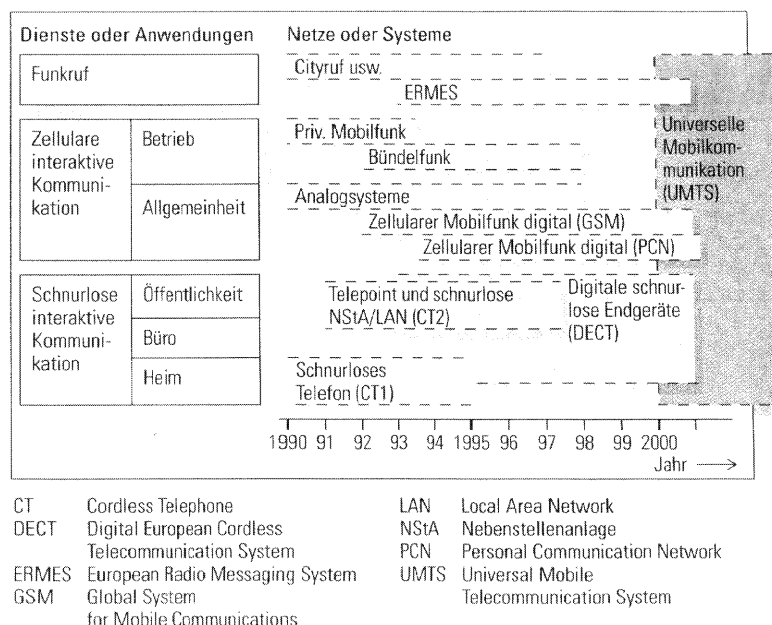 Dienste oder Anwendungen
Netze oder Systeme
Funkruf
Cityruf usw.
ERMES
Zellulare
interaktive
Kommuni-
kation
Betrieb
Allgemeinheit
Priv. Mobilfunk
Bündelfunk
Analogsysteme
Zellularer Mobilfunk digital (GSM)
Zellularer Mobilfunk digital (PCN)
Universelle
Mobilkom-
munikation
(UMTS)
Schnurlose
interaktive
Kommuni-
kation
Öffentlichkeit
Büro
Heim
Telepoint und schnurlose
NStA/LAN (CT2)
Digitale schnur-
lose Endgeräte
(DECT)
Schnurloses
Telefon (CT1)
1990 91 92 93 94 1995 96 97 98 99 2000
Jahr
CT Cordless Telephone
DECT Digital European Cordless
Telecommunication System
ERMES European Radio Messaging System
GSM Global System
for Mobile Communications
LAN Local Area Network
NStA Nebenstellenanlage
PCN Personal Communication Network
UMTS Universal Mobile
Telecommunication System